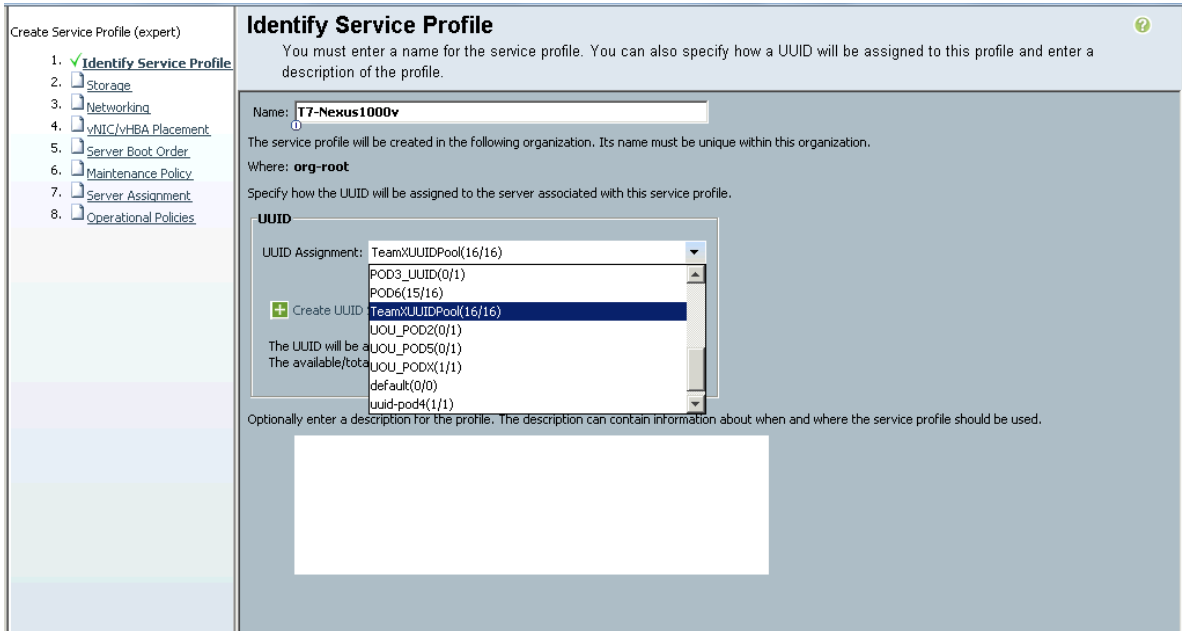 Create Service Profile (expert)
1. Identify Service Profile
2. Storage
3. Networking
4. vNIC/vHBA Placement
5. Server Boot Order
6. Maintenance Policy
7. Server Assignment
8. Operational Policies
Identify Service Profile
You must enter a name for the service profile. You can also specify how a UUID will be assigned to this profile and enter a
description of the profile.
Name: T7-Nexus1000v
The service profile will be created in the following organization. Its name must be unique within this organization.
Where: org-root
Specify how the UUID will be assigned to the server associated with this service profile.
UUID
UUID Assignment: TeamXUUIDPool(16/16)
POD3_UUID(0/1)
POD6(15/16)
Create UUID
TeamXUUIDPool(16/16)
UOU_POD2(0/1)
The UUID will be a
UOU_POD5(0/1)
The available/tota
UOU_PODX(1/1)
default(0/0)
uuid-pod4(1/1)
Optionally enter a description for the profile. The description can contain information about when and where the service profile should be used.